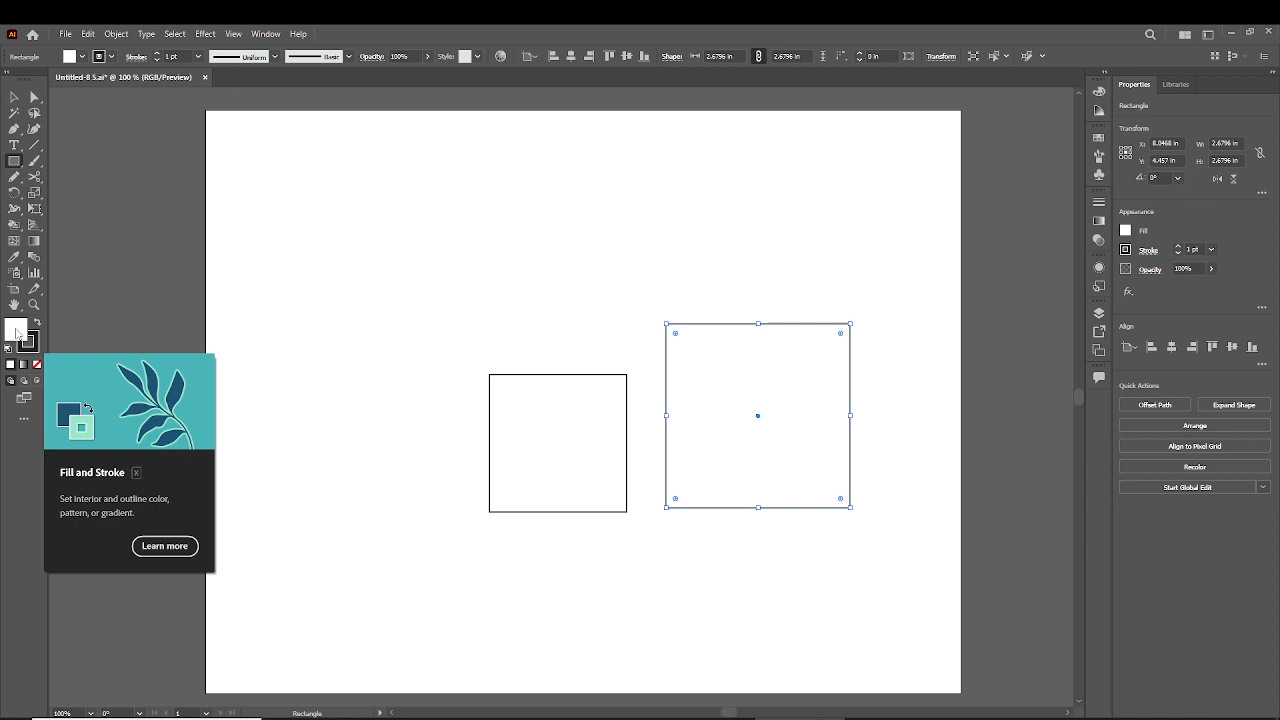 Ai File Edit Object Type Select Effect View Window Help
Rectangle Stroke: 1 pt Uniform Basic Opacity: 100% Style: Shape: 2.6796 in 2.6796 in 0 in Transform
Untitled-8 5.ai* @ 100 % (RGB/Preview) ×
Properties Libraries
Rectangle
Transform
X: 8.0468 in W: 2.6796 in
Y: 4.457 in H: 2.6796 in
0°
Appearance
Fill
Stroke 1 pt
Opacity 100%
fx.
Align
Quick Actions
Offset Path Expand Shape
Arrange
Align to Pixel Grid
Recolor
Start Global Edit
Fill and Stroke X
Set interior and outline color,
pattern, or gradient.
Learn more
100% 0° 1 Rectangle